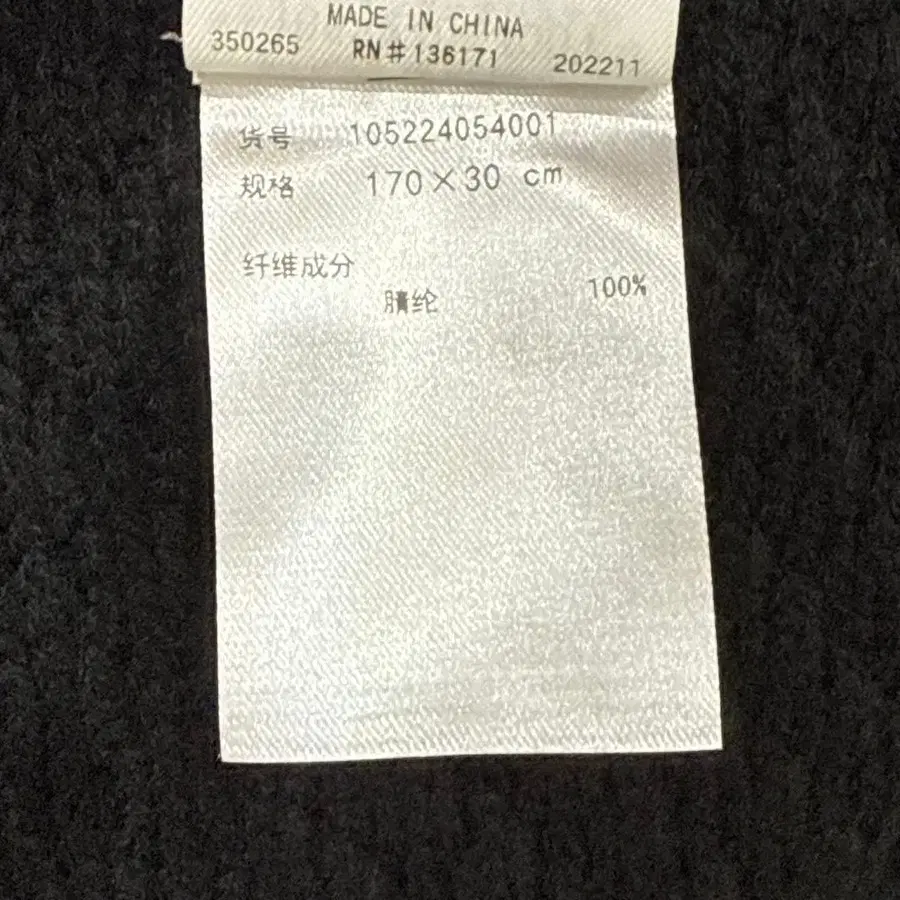 MADE IN CHINA
350265 RN#136171 202211
货号 105224054001
规格 170×30 cm
纤维成分
腈纶 100%